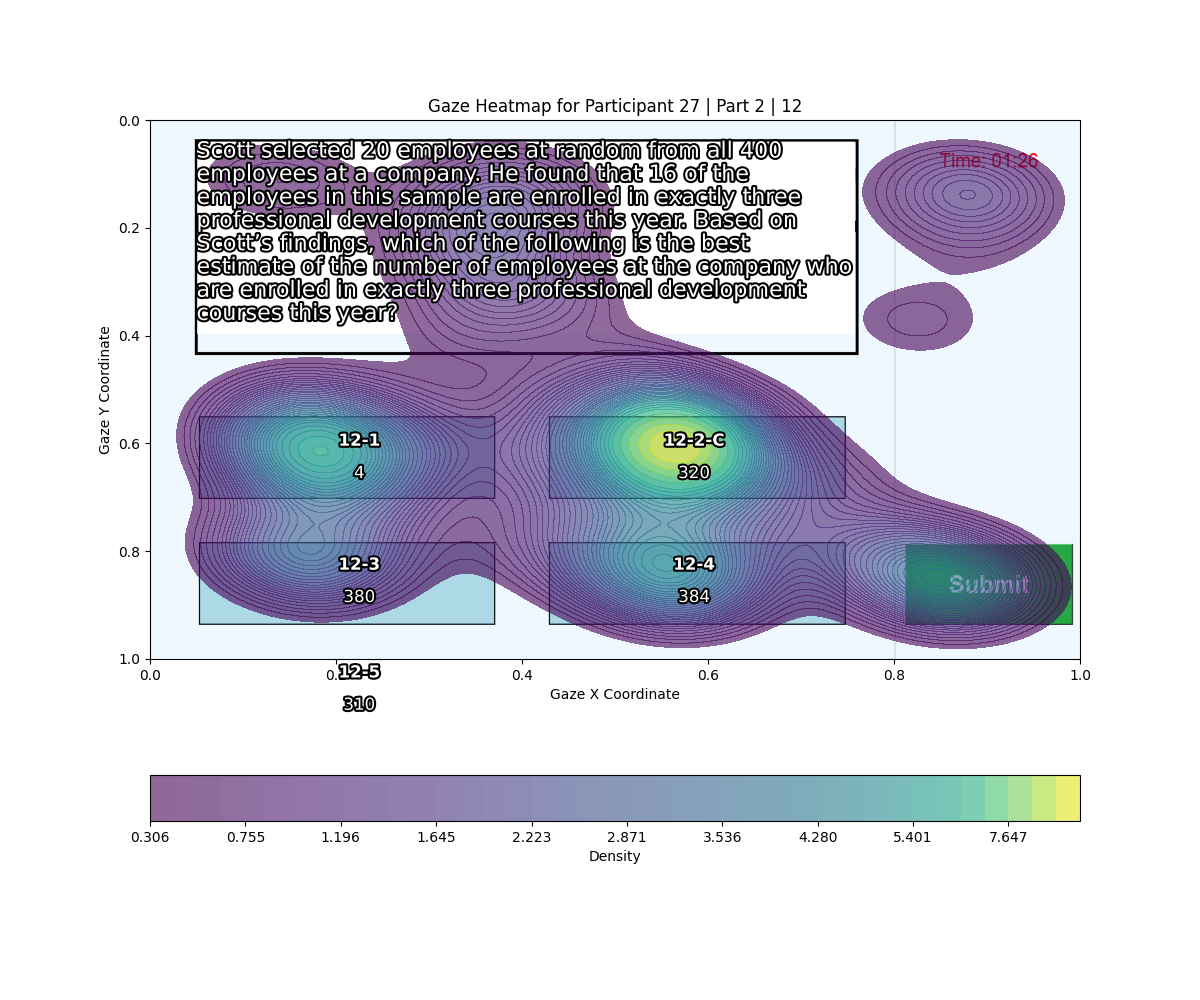 Gaze Heatmap for Participant 27 | Part 2 | 12
Scott selected 20 employees at random from all 400
employees at a company. He found that 16 of the
employees in this sample are enrolled in exactly three
professional development courses this year. Based on
Scott’s findings, which of the following is the best
estimate of the number of employees at the company who
are enrolled in exactly three professional development
courses this year?
Time: 01:26
12-1
4
12-2-C
320
12-3
380
12-4
384
Submit
12-5
310
0.0
0.2
0.4
0.6
0.8
1.0
Gaze Y Coordinate
0.0 0.2 0.4 0.6 0.8 1.0
Gaze X Coordinate
0.306 0.755 1.196 1.645 2.223 2.871 3.536 4.280 5.401 7.647
Density